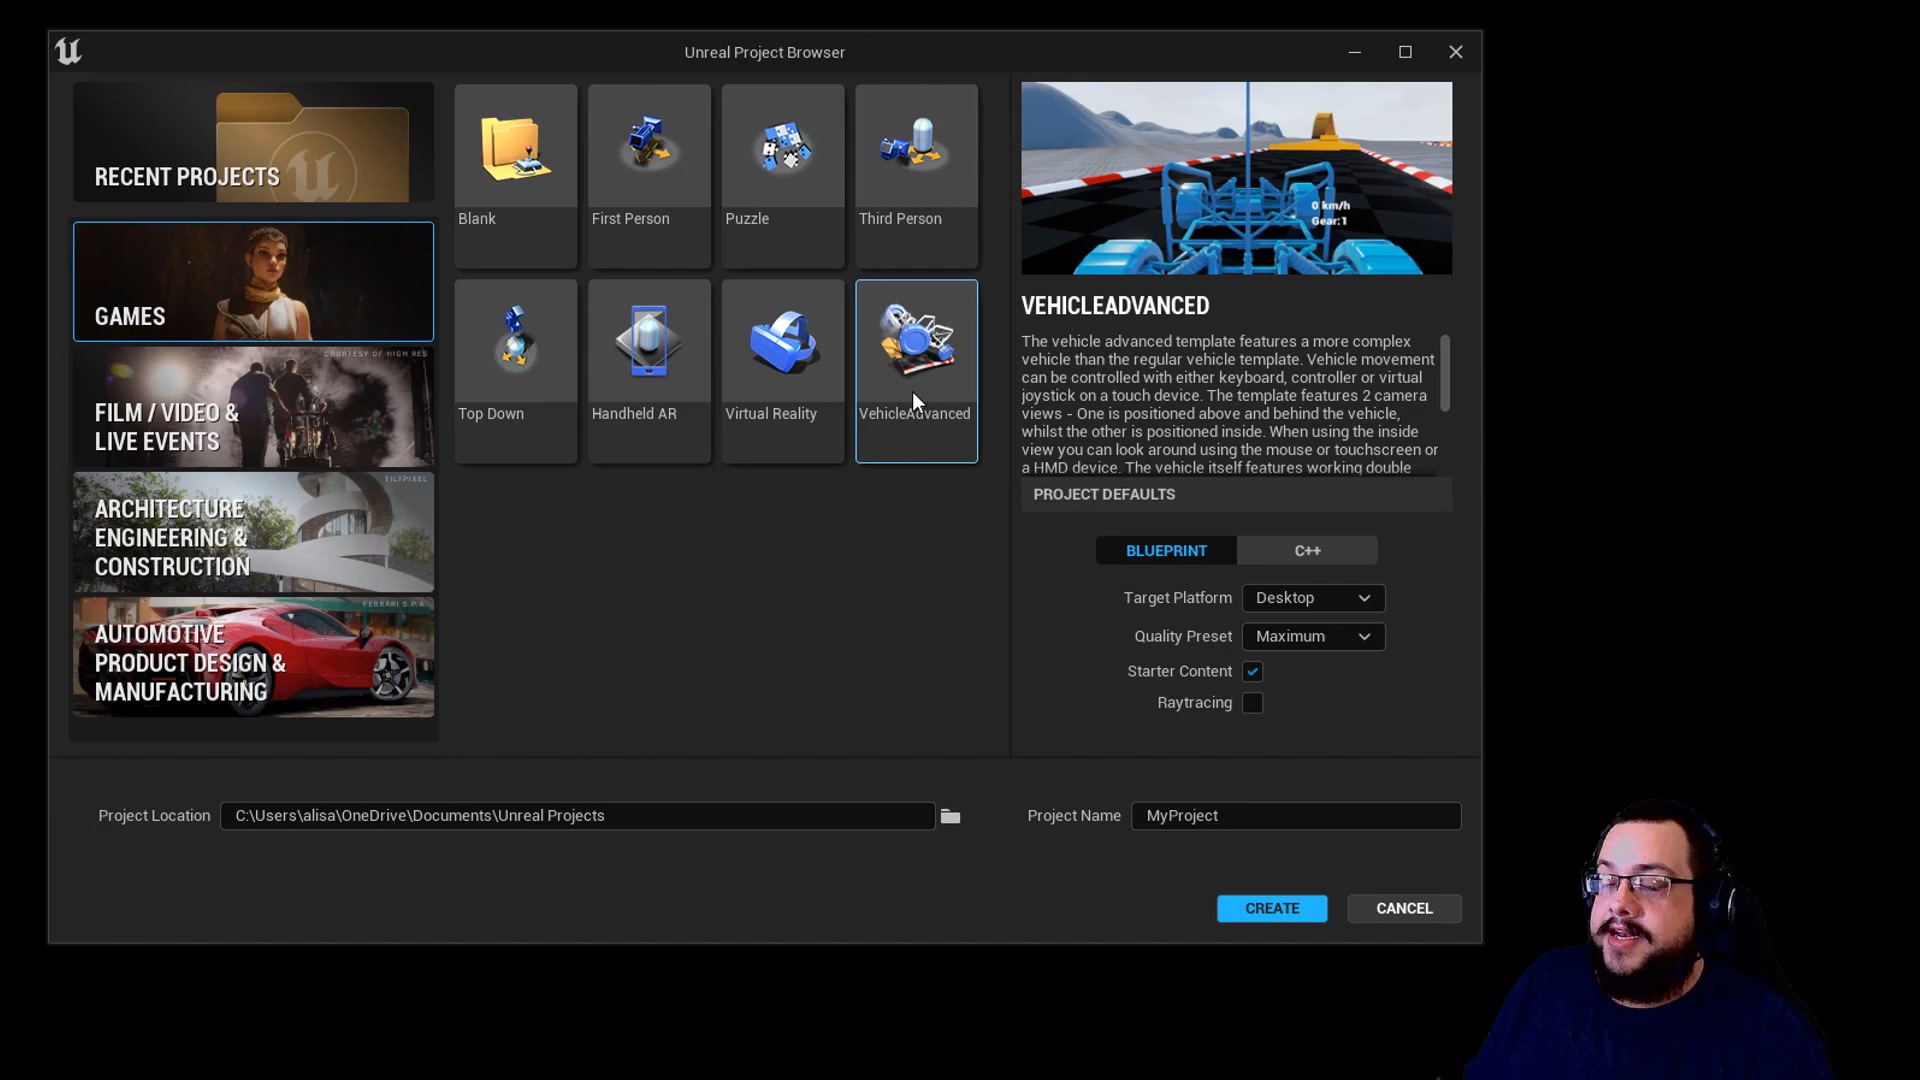 Unreal Project Browser
RECENT PROJECTS
GAMES
COURTESY OF HIGH RES
FILM / VIDEO &
LIVE EVENTS
TILTPIXEL
ARCHITECTURE
ENGINEERING &
CONSTRUCTION
FERRARI S.P.A
AUTOMOTIVE
PRODUCT DESIGN &
MANUFACTURING
Blank
First Person
Puzzle
Third Person
Top Down
Handheld AR
Virtual Reality
VehicleAdvanced
0 km/h
Gear:1
VEHICLEADVANCED
The vehicle advanced template features a more complex
vehicle than the regular vehicle template. Vehicle movement
can be controlled with either keyboard, controller or virtual
joystick on a touch device. The template features 2 camera
views - One is positioned above and behind the vehicle,
whilst the other is positioned inside. When using the inside
view you can look around using the mouse or touchscreen or
a HMD device. The vehicle itself features working double
PROJECT DEFAULTS
BLUEPRINT
C++
Target Platform
Desktop
Quality Preset
Maximum
Starter Content
Raytracing
Project Location
C:\Users\alisa\OneDrive\Documents\Unreal Projects
Project Name
MyProject
CREATE
CANCEL